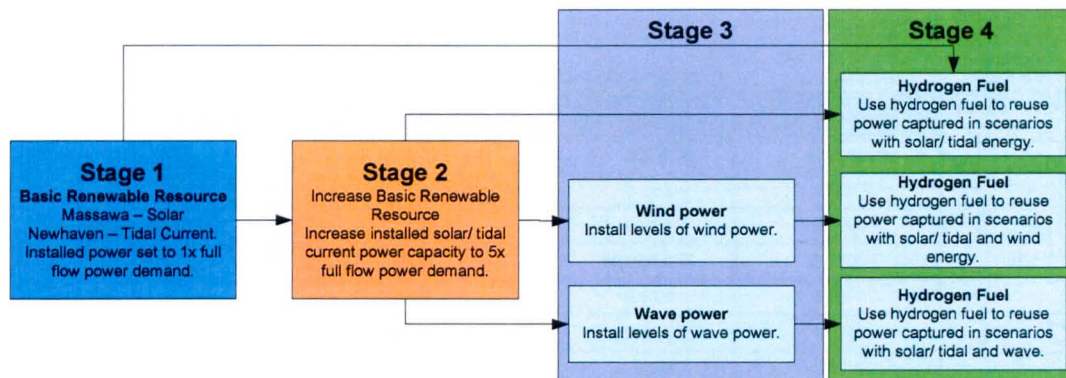 Stage 1
Basic Renewable Resource
Massawa – Solar
Newhaven – Tidal Current.
Installed power set to 1x full
flow power demand.
Stage 2
Increase Basic Renewable
Resource
Increase installed solar/ tidal
current power capacity to 5x
full flow power demand.
Stage 3
Wind power
Install levels of wind power.
Wave power
Install levels of wave power.
Stage 4
Hydrogen Fuel
Use hydrogen fuel to reuse
power captured in scenarios
with solar/ tidal energy.
Hydrogen Fuel
Use hydrogen fuel to reuse
power captured in scenarios
with solar/ tidal and wind
energy.
Hydrogen Fuel
Use hydrogen fuel to reuse
power captured in scenarios
with solar/ tidal and wave.